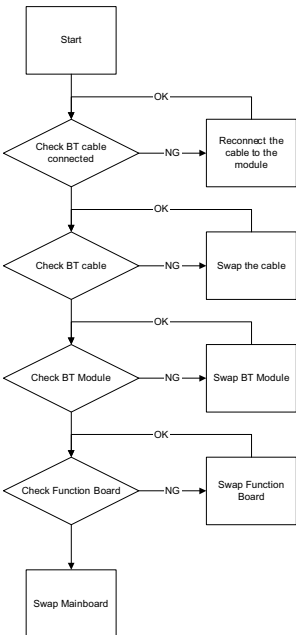 Start
OK
Check BT cable
connected
NG
Reconnect the
cable to the
module
OK
Check BT cable
NG
Swap the cable
OK
Check BT Module
NG
Swap BT Module
OK
Check Function Board
NG
Swap Function
Board
Swap Mainboard